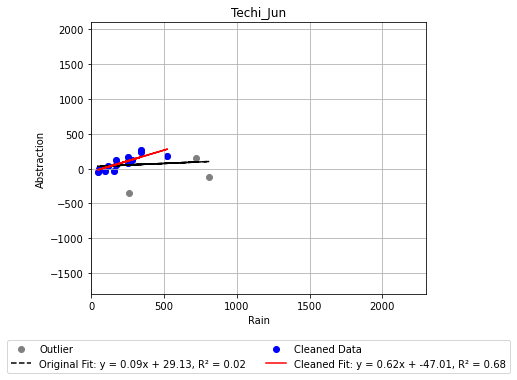 Techi_Jun
2000
1500
1000
500
0
−500
−1000
−1500
Abstraction
0 500 1000 1500 2000
Rain
Outlier Cleaned Data
Original Fit: y = 0.09x + 29.13, R² = 0.02 Cleaned Fit: y = 0.62x + -47.01, R² = 0.68